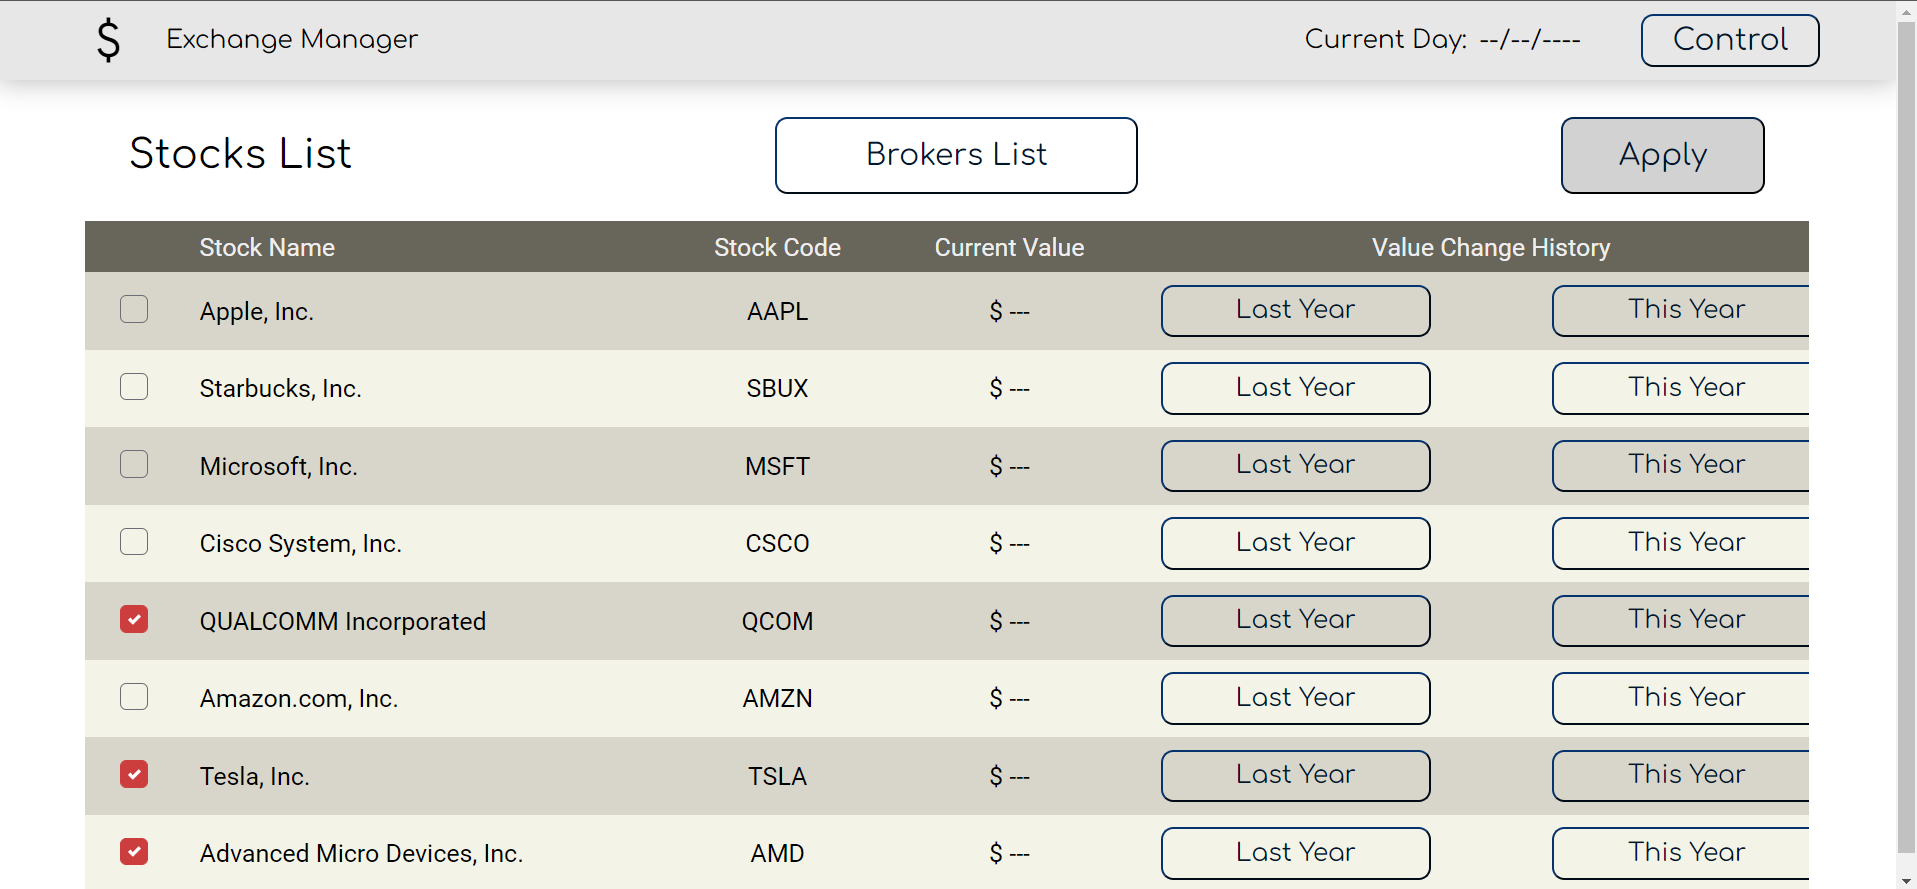 $ Exchange Manager Current Day: --/--/---- Control
Stocks List Brokers List Apply
Stock Name Stock Code Current Value Value Change History
Apple, Inc. AAPL $ --- Last Year This Year
Starbucks, Inc. SBUX $ --- Last Year This Year
Microsoft, Inc. MSFT $ --- Last Year This Year
Cisco System, Inc. CSCO $ --- Last Year This Year
QUALCOMM Incorporated QCOM $ --- Last Year This Year
Amazon.com, Inc. AMZN $ --- Last Year This Year
Tesla, Inc. TSLA $ --- Last Year This Year
Advanced Micro Devices, Inc. AMD $ --- Last Year This Year